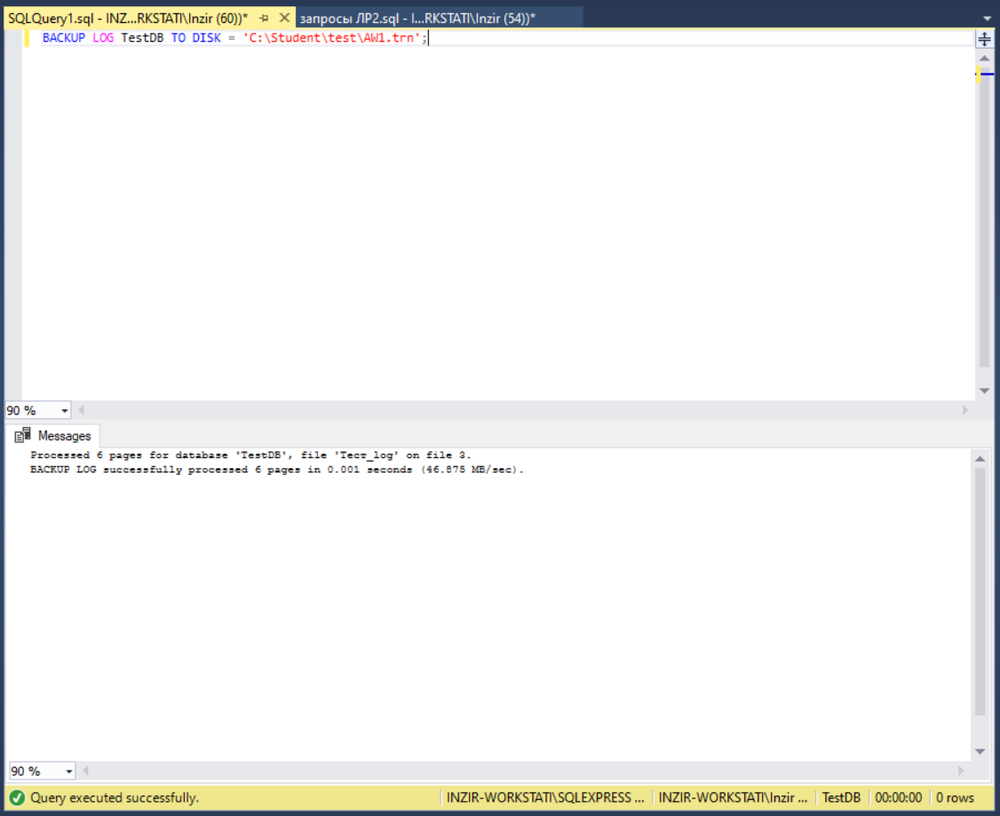 SQLQuery1.sql - INZ...RKSTATI\Inzir (60))* запросы ЛР2.sql - I...RKSTATI\Inzir (54))*
BACKUP LOG TestDB TO DISK = 'C:\Student\test\AW1.trn';
90 %
Messages
Processed 6 pages for database 'TestDB', file 'Тест_log' on file 3.
BACKUP LOG successfully processed 6 pages in 0.001 seconds (46.875 MB/sec).
90 %
Query executed successfully. INZIR-WORKSTATI\SQLEXPRESS ... INZIR-WORKSTATI\Inzir ... TestDB 00:00:00 0 rows